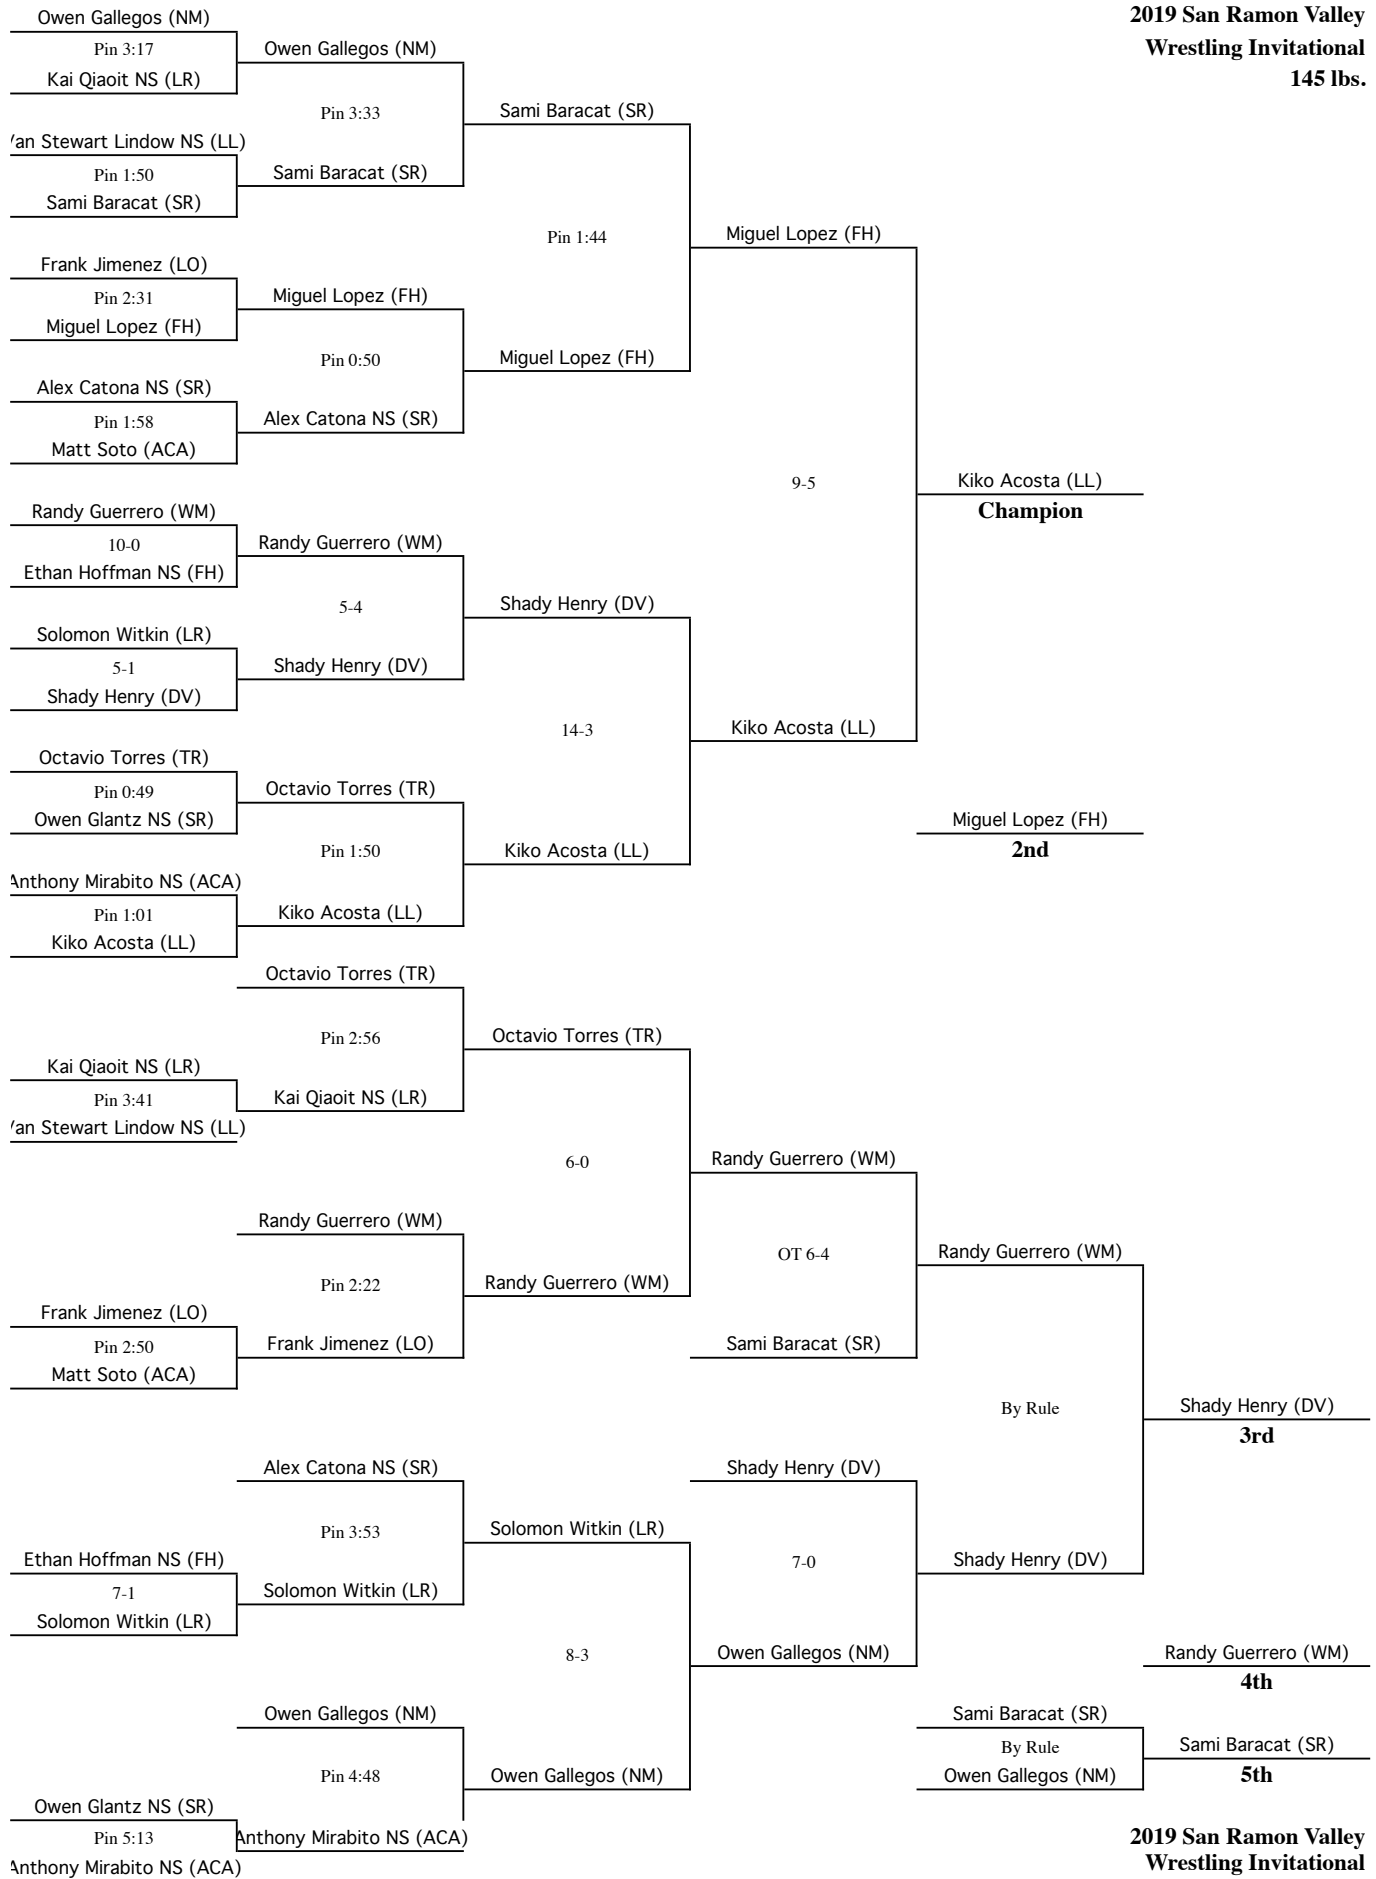 Owen Gallegos (NM)
2019 San Ramon Valley
Pin 3:17
Owen Gallegos (NM)
Wrestling Invitational
Kai Qiaoit NS (LR)
145 lbs.
Pin 3:33
Sami Baracat (SR)
Van Stewart Lindow NS (LL)
Pin 1:50
Sami Baracat (SR)
Sami Baracat (SR)
Pin 1:44
Miguel Lopez (FH)
Frank Jimenez (LO)
Pin 2:31
Miguel Lopez (FH)
Miguel Lopez (FH)
Pin 0:50
Miguel Lopez (FH)
Alex Catona NS (SR)
Pin 1:58
Alex Catona NS (SR)
Matt Soto (ACA)
9-5
Kiko Acosta (LL)
Champion
Randy Guerrero (WM)
10-0
Randy Guerrero (WM)
Ethan Hoffman NS (FH)
5-4
Shady Henry (DV)
Solomon Witkin (LR)
5-1
Shady Henry (DV)
Shady Henry (DV)
14-3
Kiko Acosta (LL)
Octavio Torres (TR)
Pin 0:49
Octavio Torres (TR)
Owen Glantz NS (SR)
Miguel Lopez (FH)
2nd
Pin 1:50
Kiko Acosta (LL)
Anthony Mirabito NS (ACA)
Pin 1:01
Kiko Acosta (LL)
Kiko Acosta (LL)
Octavio Torres (TR)
Pin 2:56
Octavio Torres (TR)
Kai Qiaoit NS (LR)
Pin 3:41
Kai Qiaoit NS (LR)
Van Stewart Lindow NS (LL)
6-0
Randy Guerrero (WM)
Randy Guerrero (WM)
OT 6-4
Randy Guerrero (WM)
Pin 2:22
Randy Guerrero (WM)
Frank Jimenez (LO)
Pin 2:50
Frank Jimenez (LO)
Sami Baracat (SR)
Matt Soto (ACA)
By Rule
Shady Henry (DV)
3rd
Alex Catona NS (SR)
Shady Henry (DV)
Pin 3:53
Solomon Witkin (LR)
Ethan Hoffman NS (FH)
7-0
Shady Henry (DV)
7-1
Solomon Witkin (LR)
Solomon Witkin (LR)
8-3
Owen Gallegos (NM)
Randy Guerrero (WM)
4th
Owen Gallegos (NM)
Sami Baracat (SR)
By Rule
Sami Baracat (SR)
Pin 4:48
Owen Gallegos (NM)
Owen Gallegos (NM)
5th
Owen Glantz NS (SR)
Pin 5:13
Anthony Mirabito NS (ACA)
2019 San Ramon Valley
Anthony Mirabito NS (ACA)
Wrestling Invitational